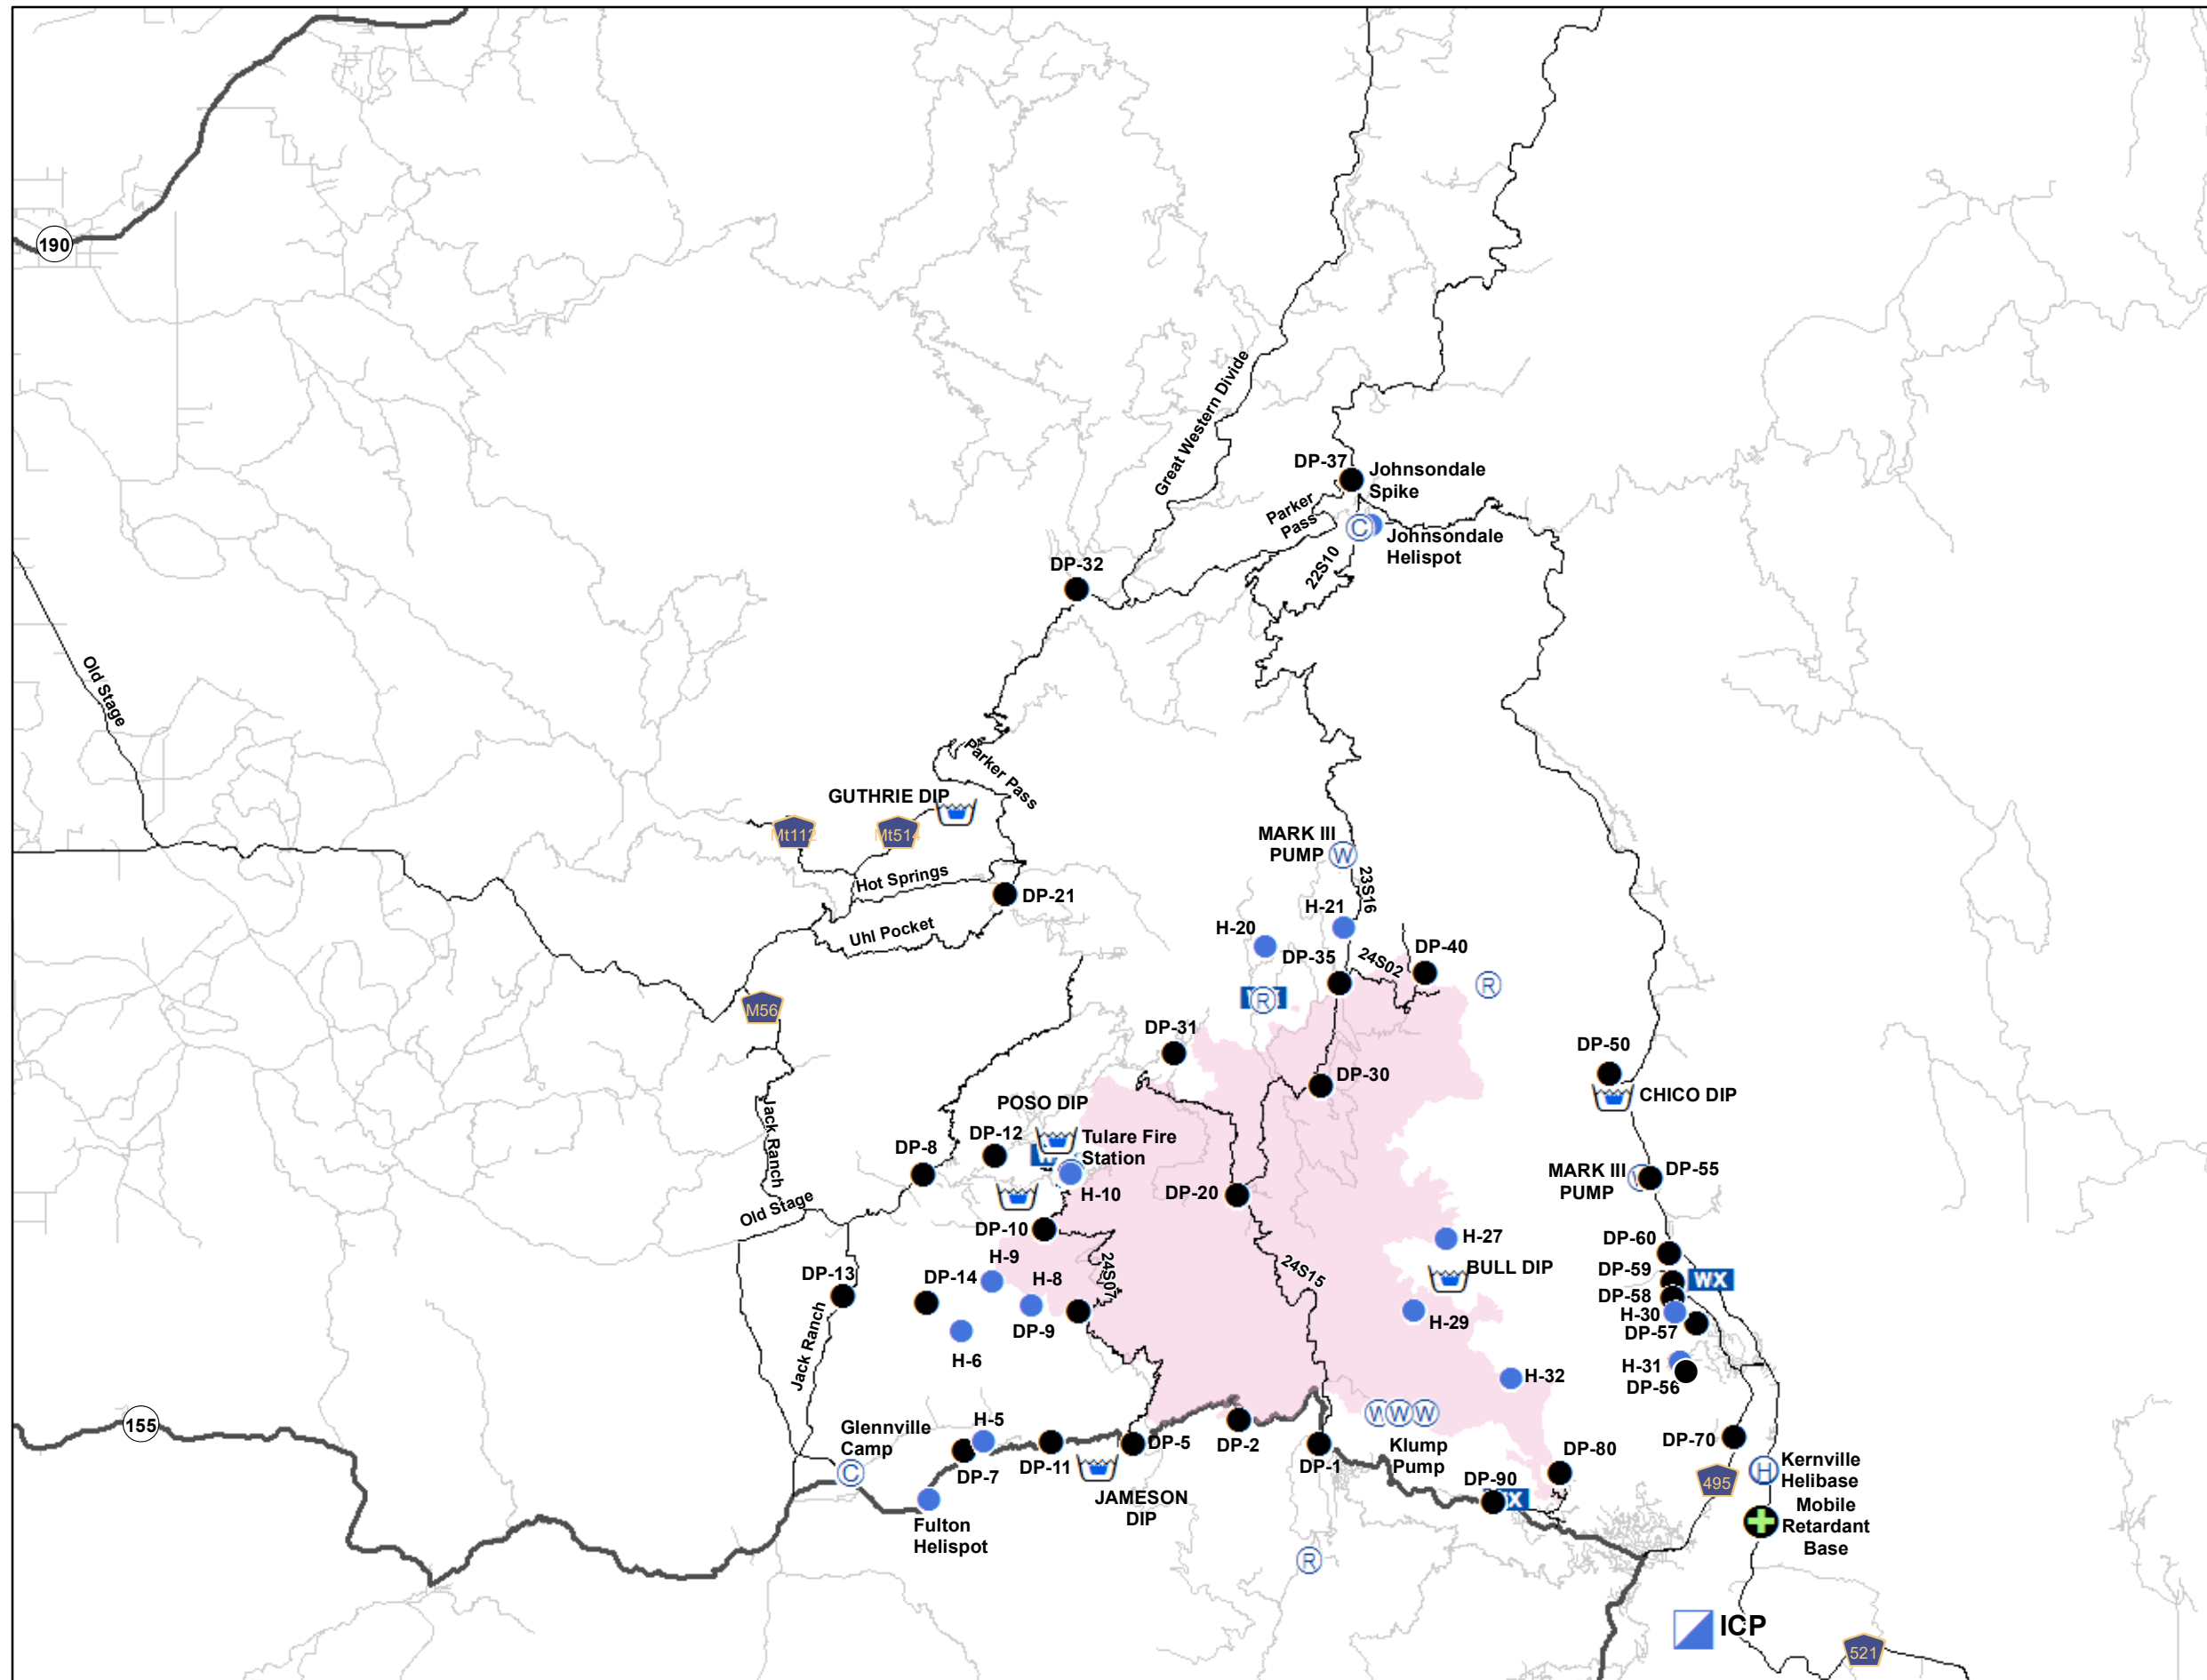 190
Great Western Divide
DP-37
Johnsondale
Spike
Parker
Pass
C
Johnsondale
Helispot
22S10
DP-32
Old Stage
Parker Pass
GUTHRIE DIP
Mt112
Mt514
MARK III
PUMP
W
Hot Springs
23S16
DP-21
H-21
Uhl Pocket
H-20
DP-40
DP-35
24S02
R
R
M56
DP-31
DP-50
DP-30
CHICO DIP
POSO DIP
Jack Ranch
DP-12
Tulare Fire
Station
W
DP-8
MARK III
PUMP
W
DP-55
H-10
DP-20
Old Stage
DP-10
H-27
DP-60
H-9
24S07
24S15
BULL DIP
DP-59
WX
DP-13
DP-14
H-8
DP-58
H-30
DP-9
H-29
DP-57
H-6
Jack Ranch
H-31
H-32
DP-56
155
Glennville
Camp
H-5
W
W
W
DP-5
DP-2
DP-70
C
DP-7
DP-11
DP-1
Klump
Pump
DP-80
Kernville
Helibase
H
DP-90
X
495
JAMESON
DIP
Mobile
Retardant
Base
Fulton
Helispot
R
ICP
521